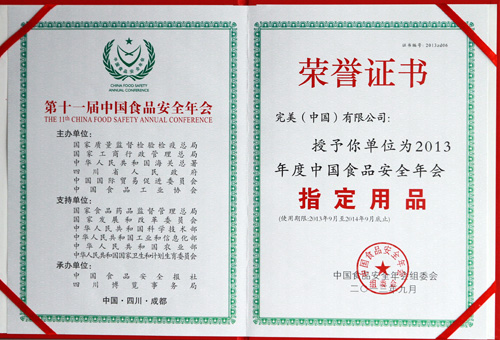 CHINA FOOD SAFETY
ANNUAL CONFERENCE
第十一届中国食品安全年会
THE 11th CHINA FOOD SAFETY ANNUAL CONFERENCE
主办单位:
国家质量监督检验检疫总局
国家工商行政管理总局
中华人民共和国海关总署
四川省人民政府
中国国际贸易促进委员会
中国食品工业协会
支持单位:
国家食品药品监督管理总局
国家发展和改革委员会
中华人民共和国科学技术部
中华人民共和国工业和信息化部
中华人民共和国农业部
中华人民共和国国家卫生和计划生育委员会
承办单位:
中国食品安全报社
四川博览事务局
中国·四川·成都
证书编号: 2013zd06
荣誉证书
完美(中国)有限公司:
授予你单位为2013
年度中国食品安全年会
指定用品
(使用期限:2013年9月至2014年9月底止)
中国食品安全年会组委会
二〇一三年九月